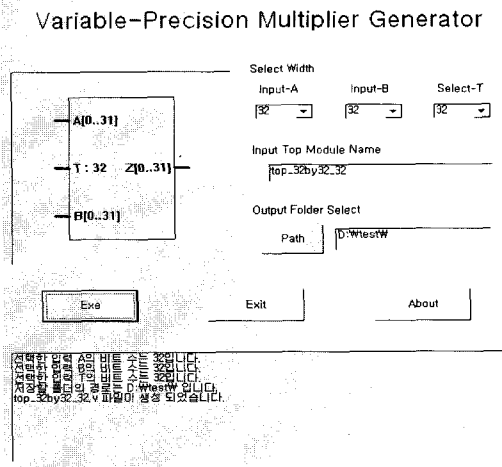 Variable-Precision Multiplier Generator
Select Width
Input-A Input-B Select-T
32 32 32
A[0..31]
T : 32 Z[0..31]
B[0..31]
Input Top Module Name
top_32by32_32
Output Folder Select
Path D:₩test₩
Exe Exit About
선택한 입력 A의 비트 수는 32입니다.
선택한 입력 B의 비트 수는 32입니다.
선택한 입력 T의 비트 수는 32입니다.
저장할 폴더의 경로는 D:₩test₩ 입니다.
top_32by32_32.v 파일이 생성 되었습니다.